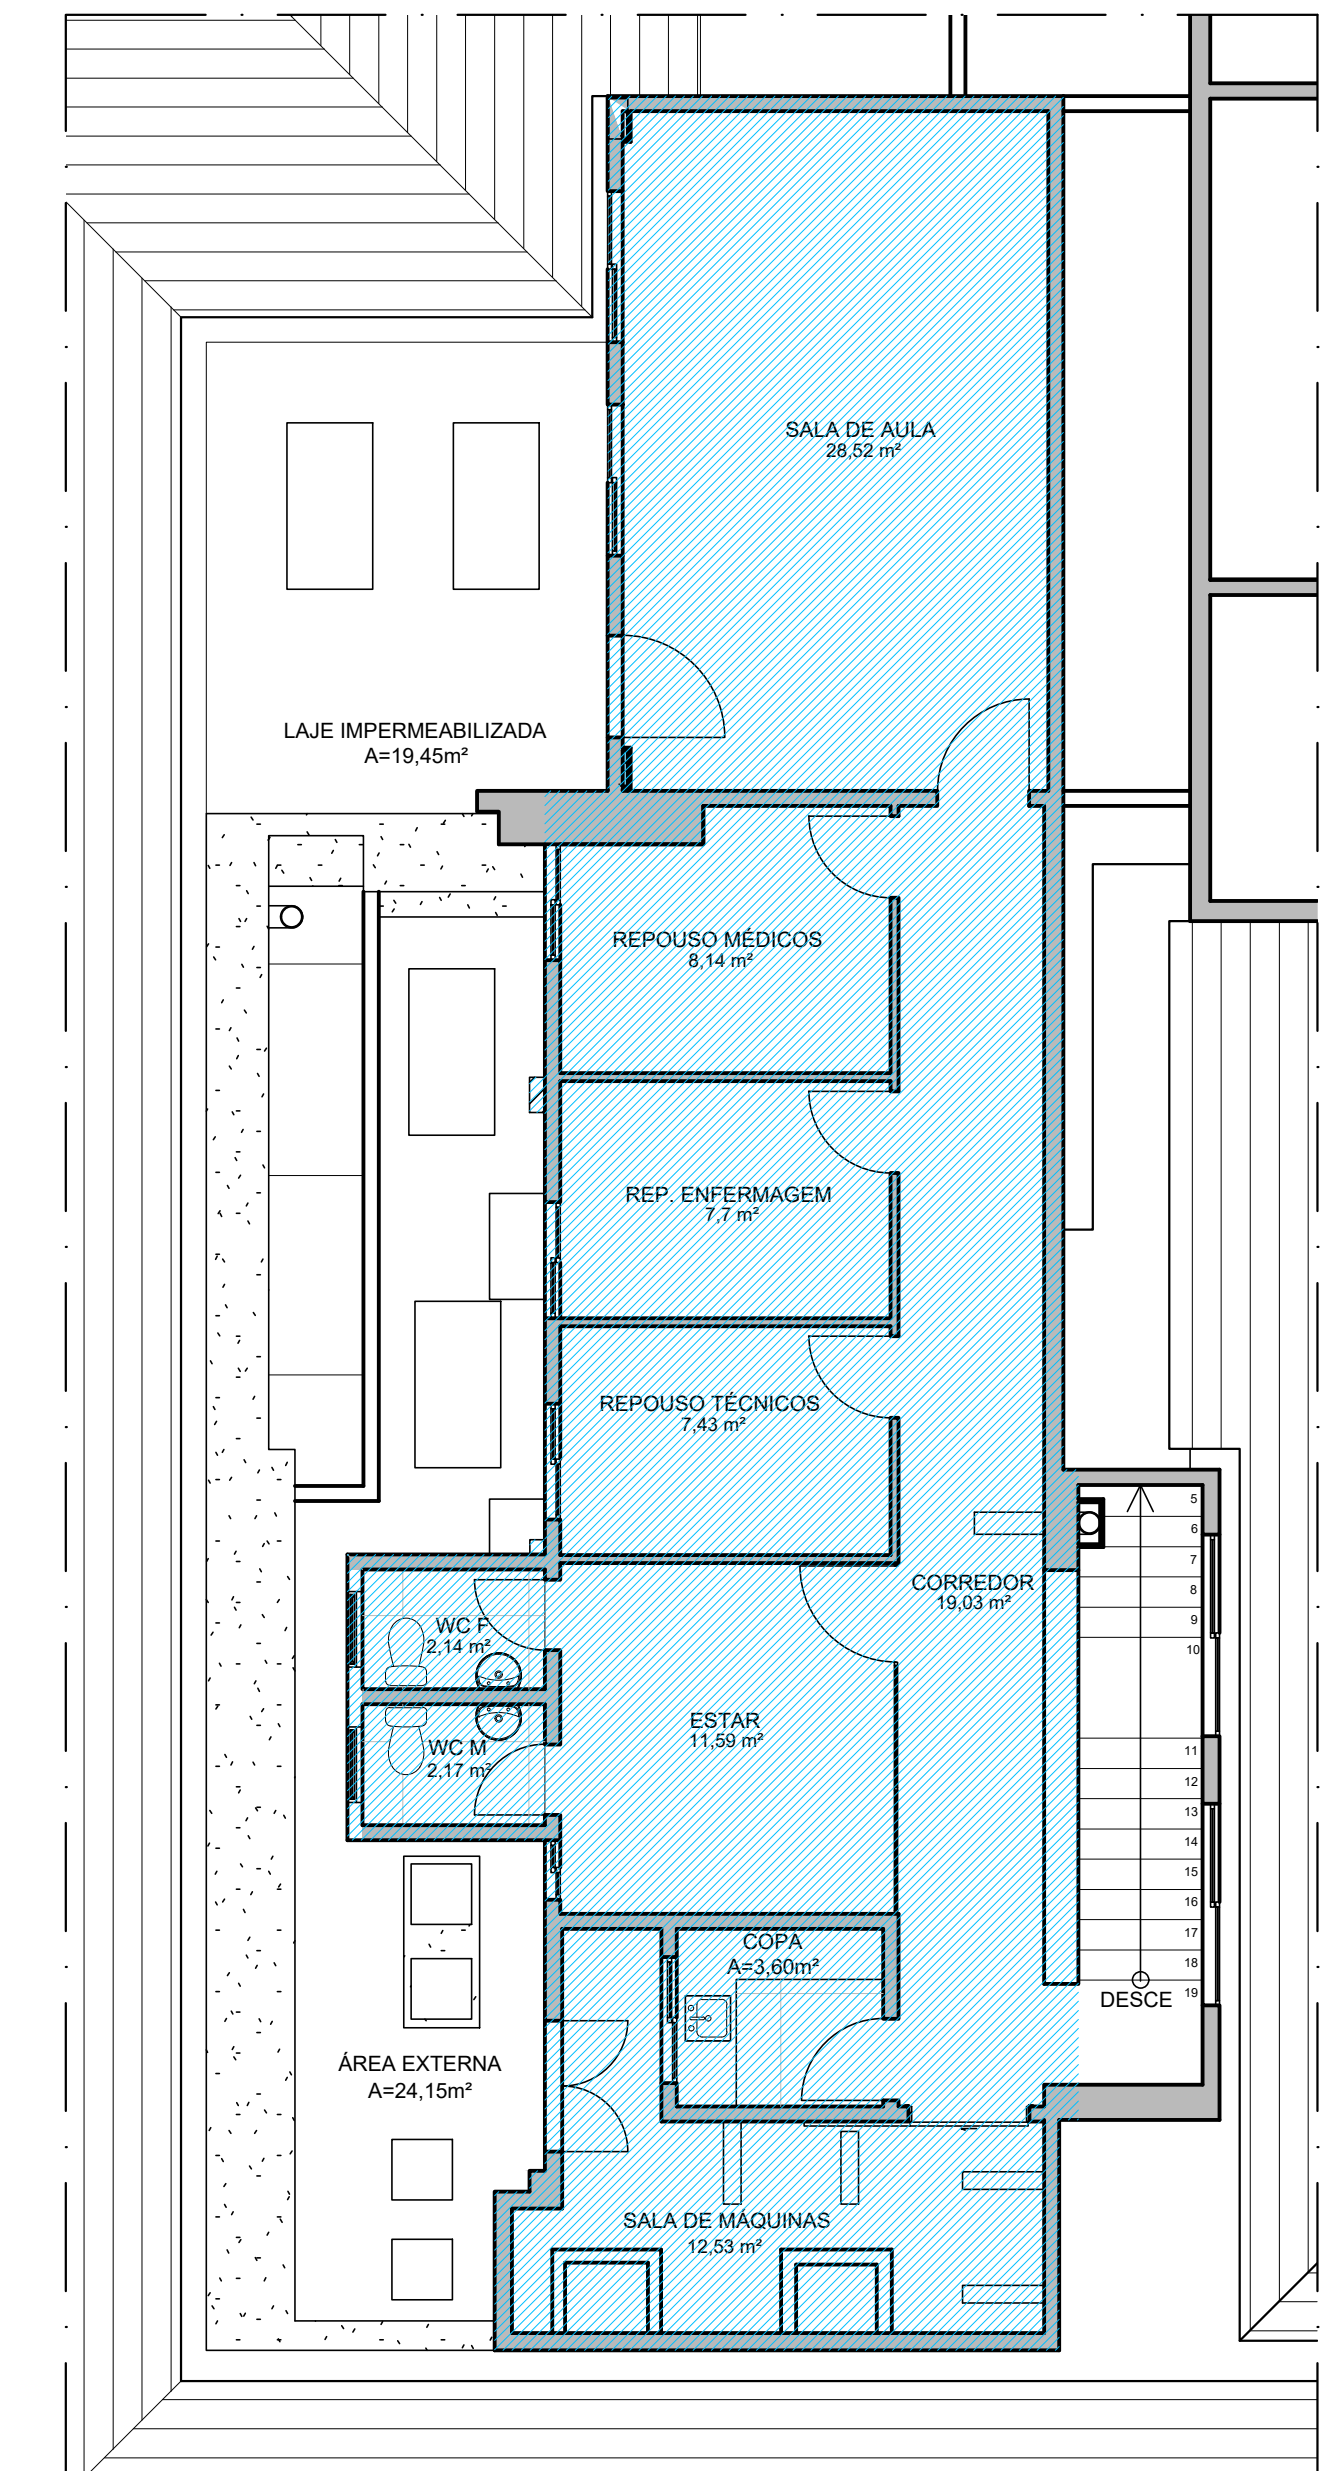 SALA DE AULA
28,52 m²
LAJE IMPERMEABILIZADA
A=19,45m²
REPOUSO MÉDICOS
8,14 m²
REP. ENFERMAGEM
7,7 m²
REPOUSO TÉCNICOS
7,43 m²
5
6
7
8
9
10
11
12
13
14
15
16
17
18
19
DESCE
CORREDOR
19,03 m²
WC F
2,14 m²
ESTAR
11,59 m²
WC M
2,17 m²
COPA
A=3,60m²
ÁREA EXTERNA
A=24,15m²
SALA DE MÁQUINAS
12,53 m²